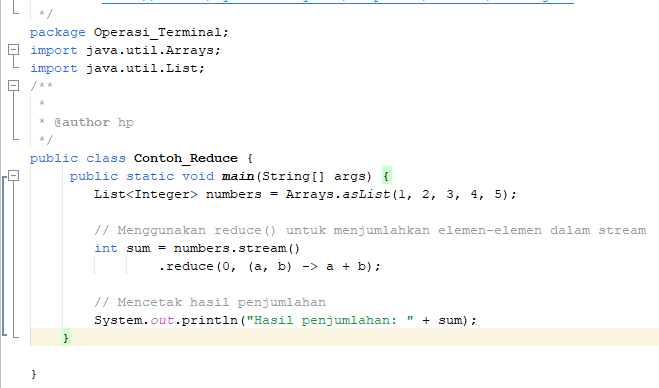 */
package Operasi_Terminal;
import java.util.Arrays;
import java.util.List;
/**
*
* @author hp
*/
public class Contoh_Reduce {
public static void main(String[] args) {
List<Integer> numbers = Arrays.asList(1, 2, 3, 4, 5);
// Menggunakan reduce() untuk menjumlahkan elemen-elemen dalam stream
int sum = numbers.stream()
.reduce(0, (a, b) -> a + b);
// Mencetak hasil penjumlahan
System.out.println("Hasil penjumlahan: " + sum);
}
}